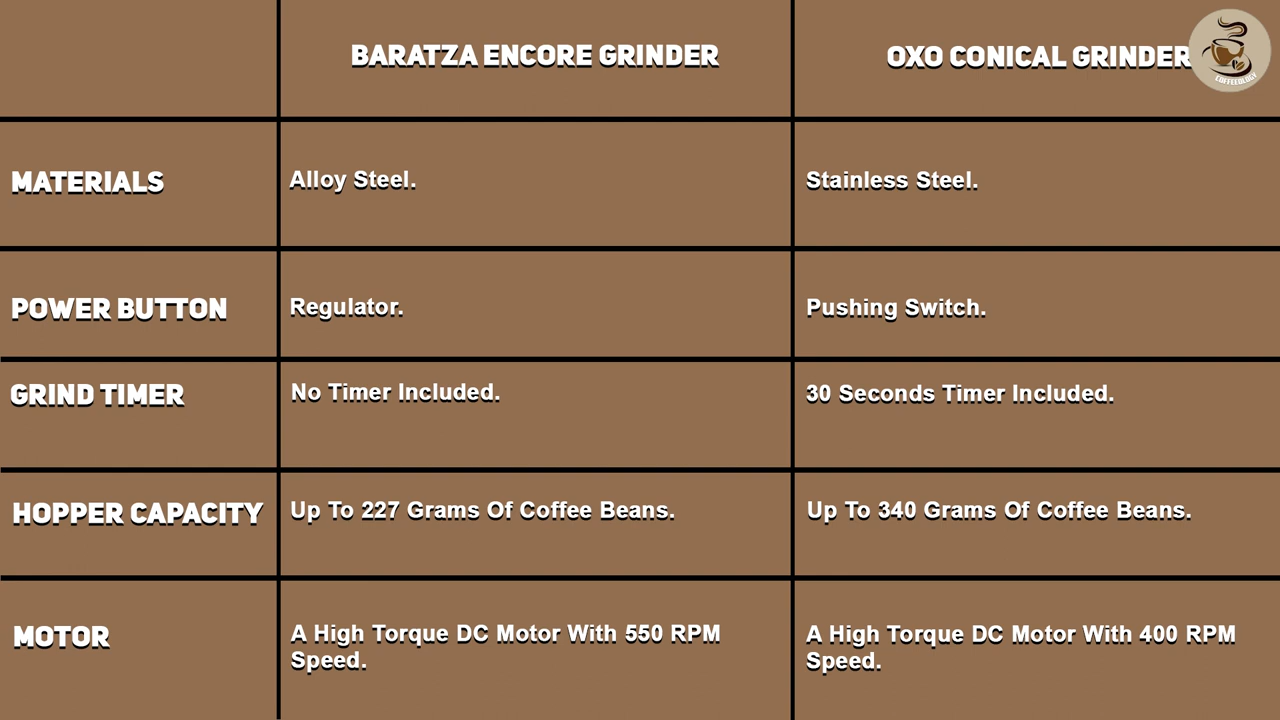 BARATZA ENCORE GRINDER
OXO CONICAL GRINDER
COFFEEOLOGY
MATERIALS
Alloy Steel.
Stainless Steel.
POWER BUTTON
Regulator.
Pushing Switch.
GRIND TIMER
No Timer Included.
30 Seconds Timer Included.
HOPPER CAPACITY
Up To 227 Grams Of Coffee Beans.
Up To 340 Grams Of Coffee Beans.
MOTOR
A High Torque DC Motor With 550 RPM
Speed.
A High Torque DC Motor With 400 RPM
Speed.